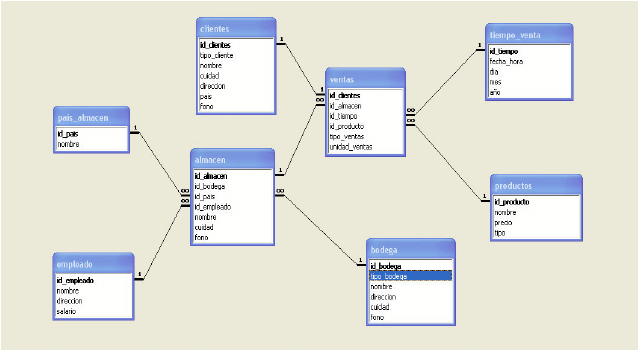 clientes
id_clientes
tipo_cliente
nombre
cuidad
direccion
pais
fono
1
tiempo_venta
id_tiempo
fecha_hora
dia
mes
año
1
ventas
id_clientes
id_almacen
id_tiempo
id_producto
tipo_ventas
unidad_ventas
1
∞
∞
∞
pais_almacen
id_pais
nombre
1
almacen
id_almacen
id_bodega
id_pais
id_empleado
nombre
cuidad
fono
1
∞
∞
∞
productos
id_producto
nombre
precio
tipo
1
empleado
id_empleado
nombre
direccion
salario
1
bodega
id_bodega
tipo_bodega
nombre
direccion
cuidad
fono
1